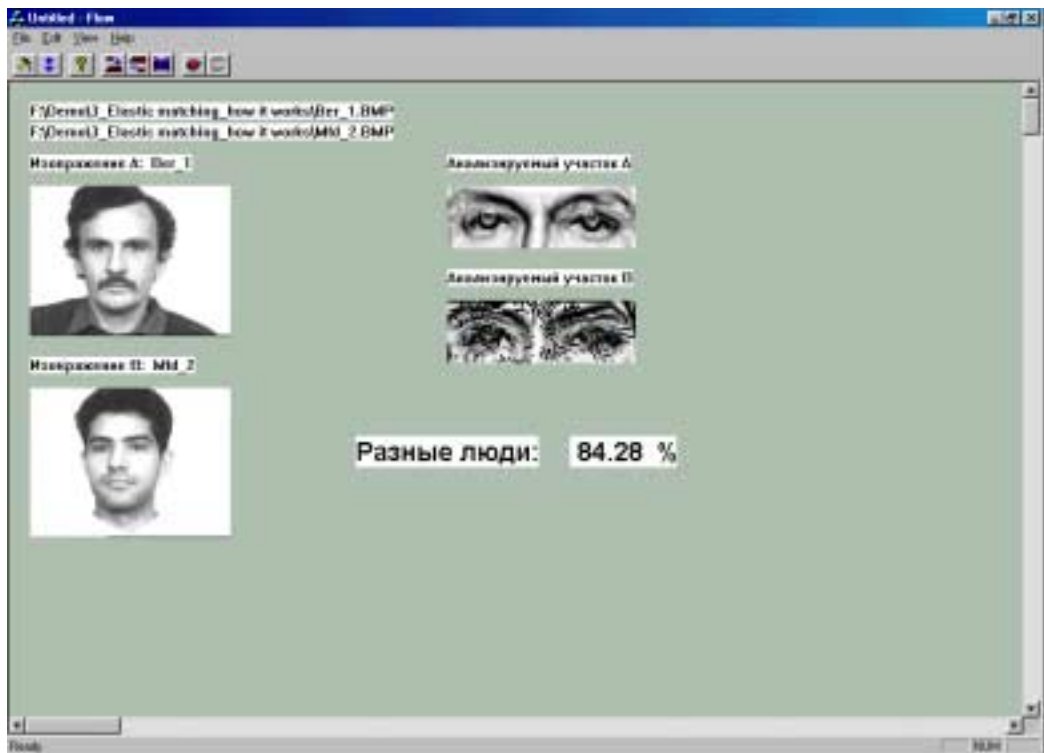 Untitled - Flow
File Edit View Help
F:\Demo\3_Elastic matching_how it works\Ber_1.BMP
F:\Demo\3_Elastic matching_how it works\Mld_2.BMP
Изображение A: Ber_1
Анализируемый участок A
Анализируемый участок B
Изображение B: Mld_2
Разные люди: 84.28 %
Ready
NUM